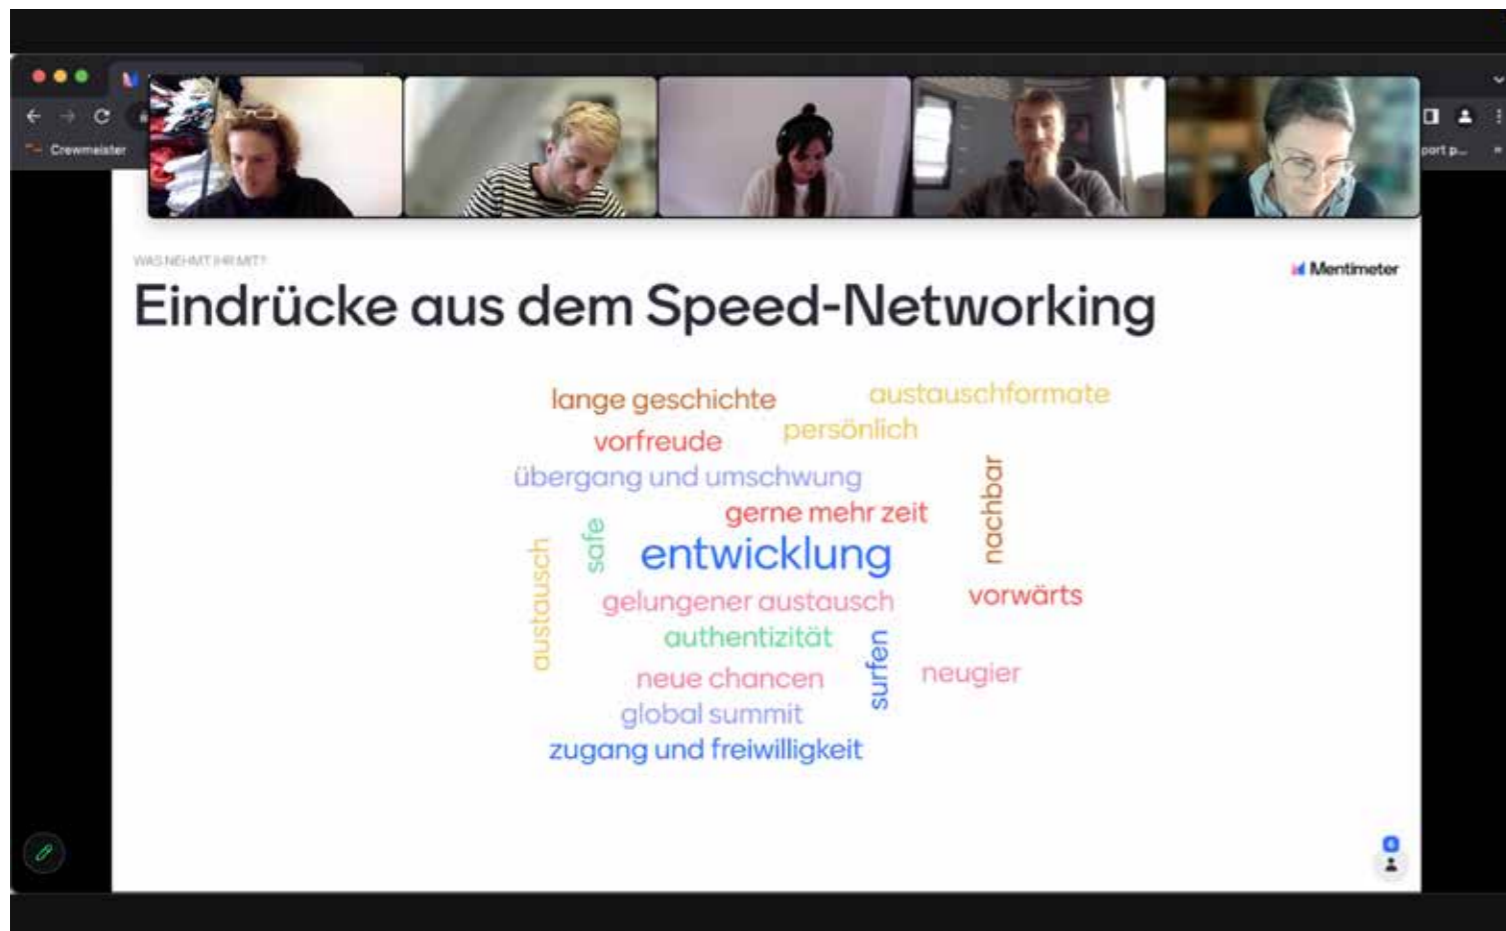 Crewmeister
port p...
WAS NEHMT IHR MIT?
Mentimeter
Eindrücke aus dem Speed-Networking
lange geschichte
austauschformate
persönlich
vorfreude
übergang und umschwung
nachbar
gerne mehr zeit
safe
entwicklung
austausch
gelungener austausch
vorwärts
authentizität
surfen
neue chancen
neugier
global summit
zugang und freiwilligkeit